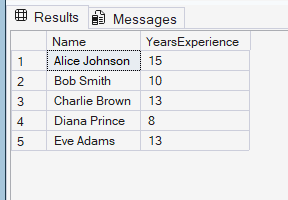 Results Messages
Name YearsExperience
1 Alice Johnson 15
2 Bob Smith 10
3 Charlie Brown 13
4 Diana Prince 8
5 Eve Adams 13